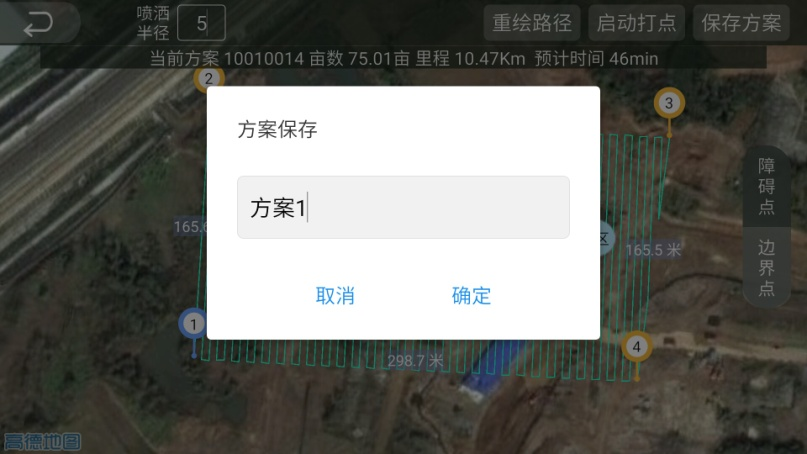 喷洒
半径
5
重绘路径
启动打点
保存方案
当前方案 10010014 亩数 75.01亩 里程 10.47Km 预计时间 46min
2
3
方案保存
障碍点
方案1
165.6
区
165.5 米
边界点
取消
确定
1
4
298.7 米
高德地图